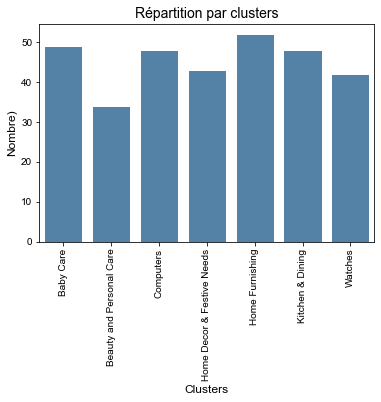 Répartition par clusters
Nombre)
50
40
30
20
10
0
Baby Care
Beauty and Personal Care
Computers
Home Decor & Festive Needs
Home Furnishing
Kitchen & Dining
Watches
Clusters